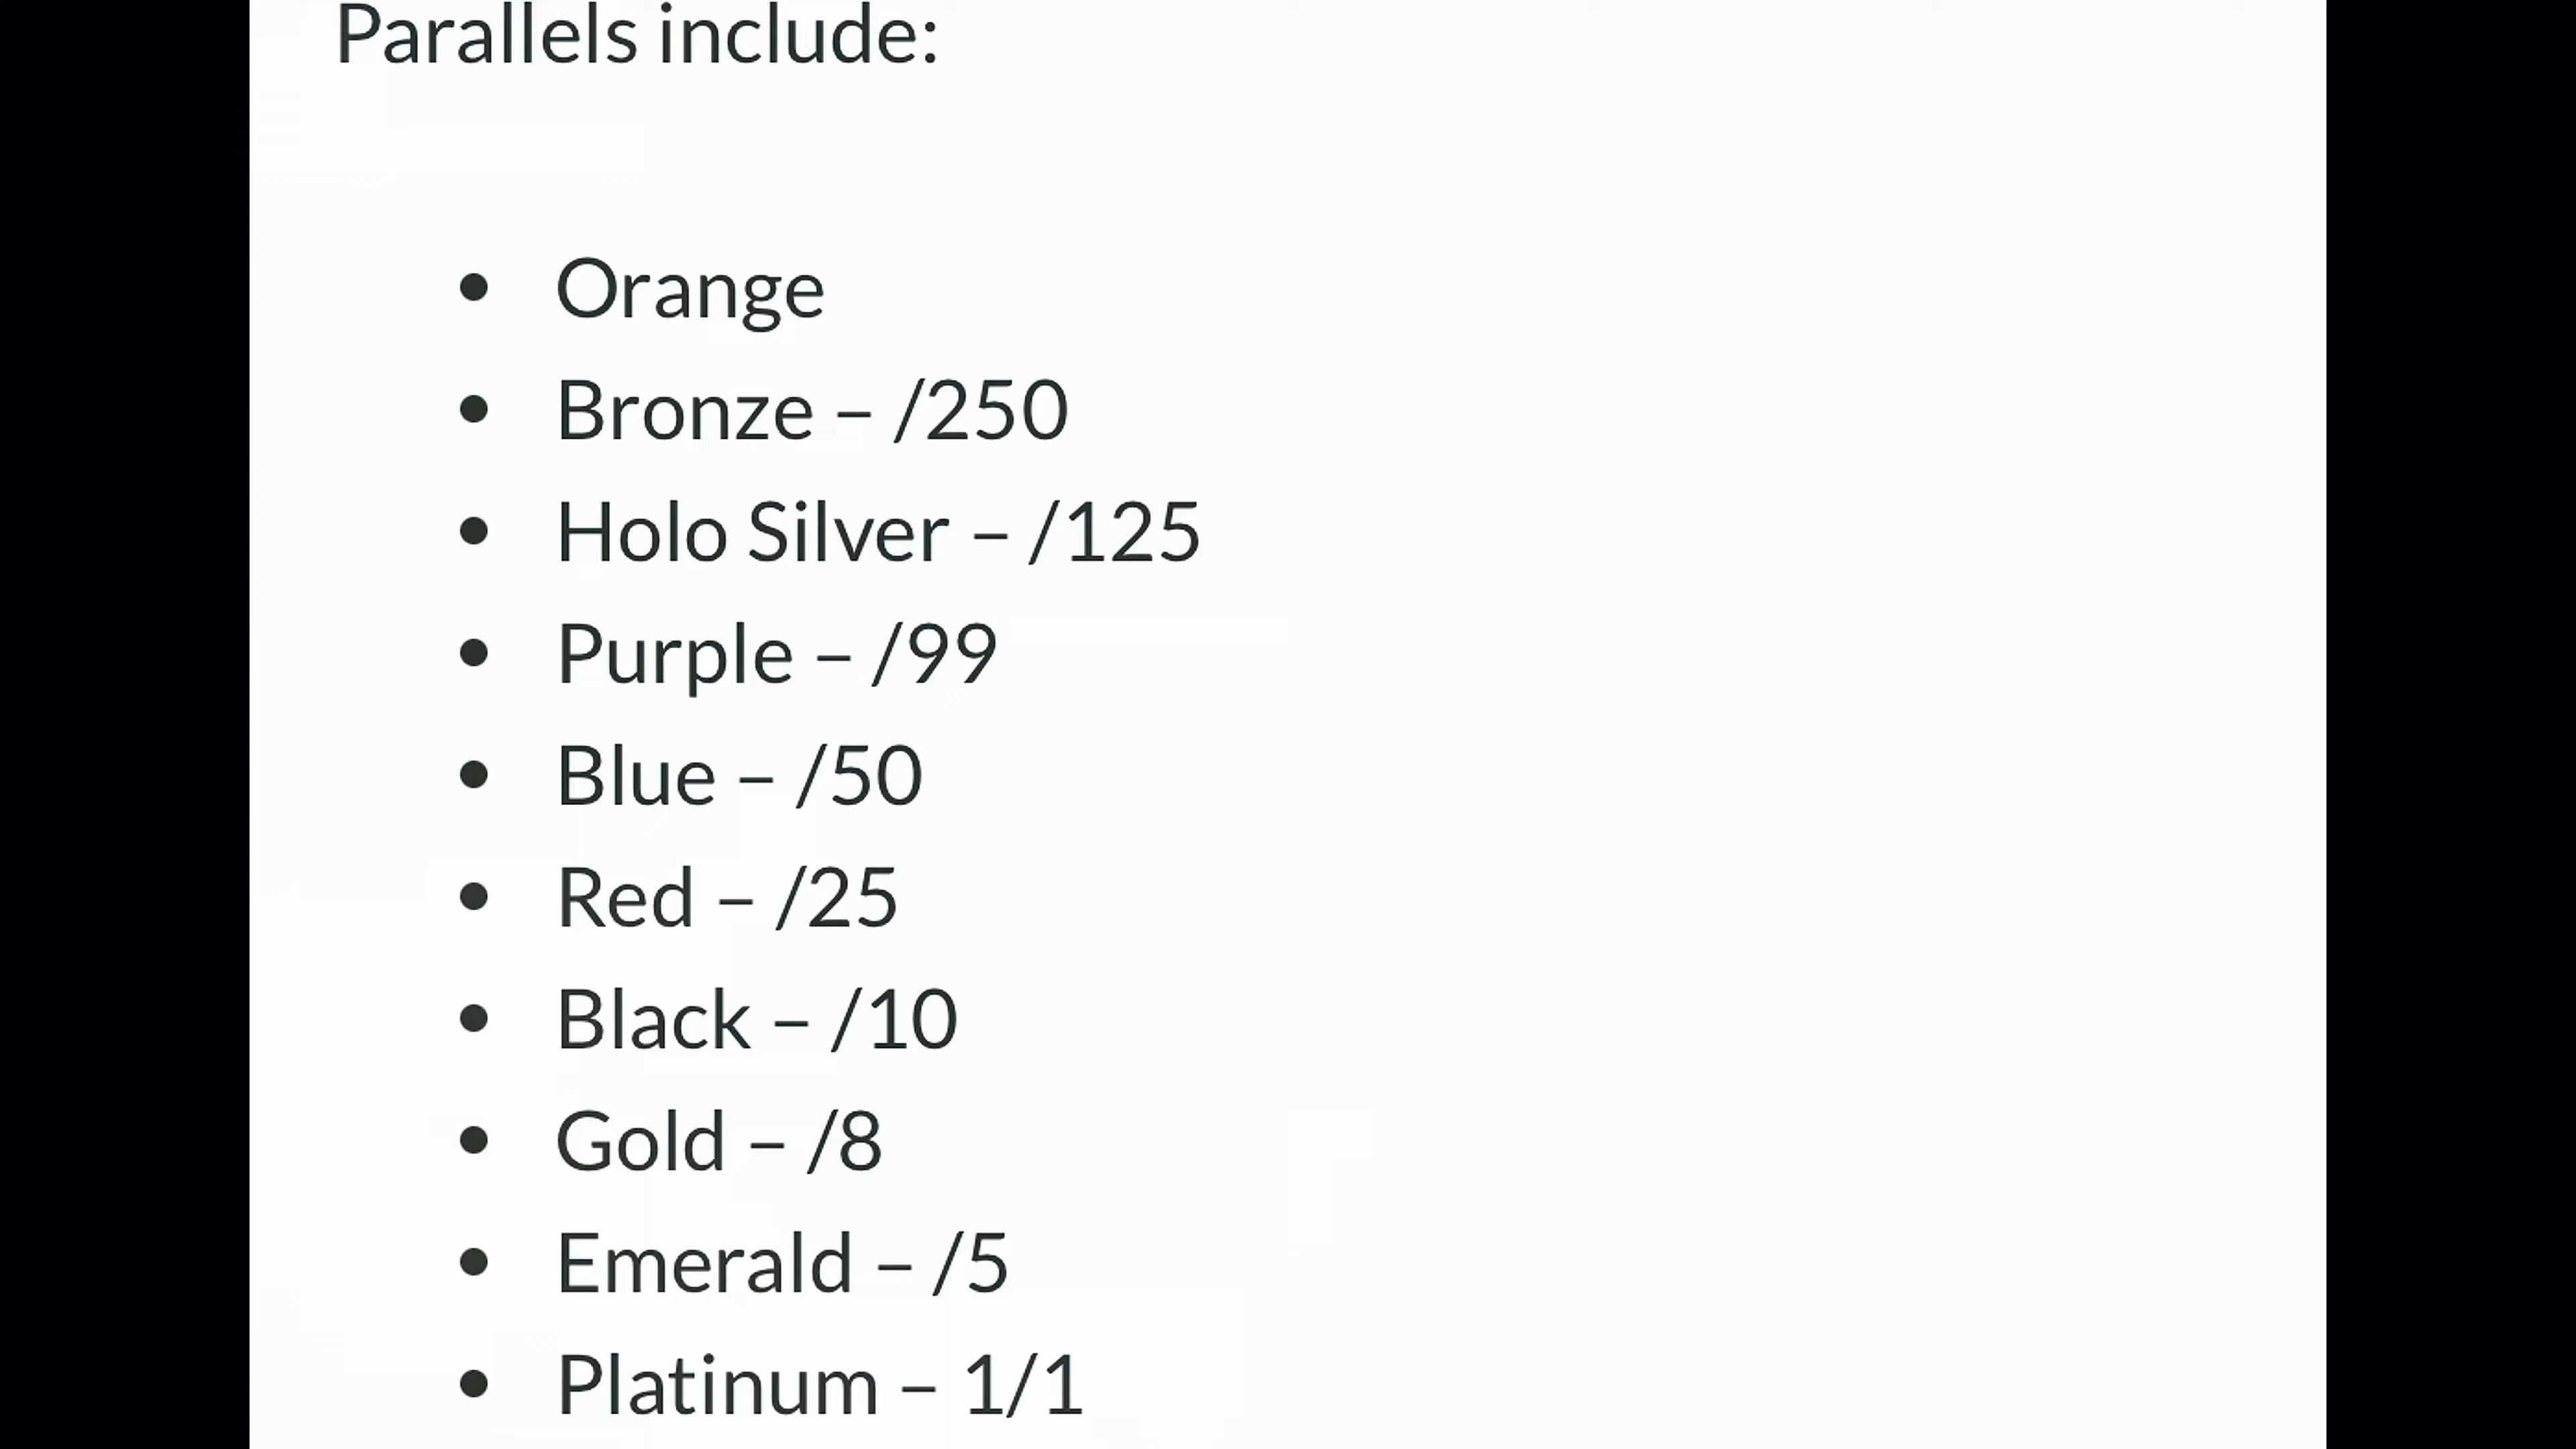 Parallels include:
• Orange
• Bronze – /250
• Holo Silver – /125
• Purple – /99
• Blue – /50
• Red – /25
• Black – /10
• Gold – /8
• Emerald – /5
• Platinum – 1/1